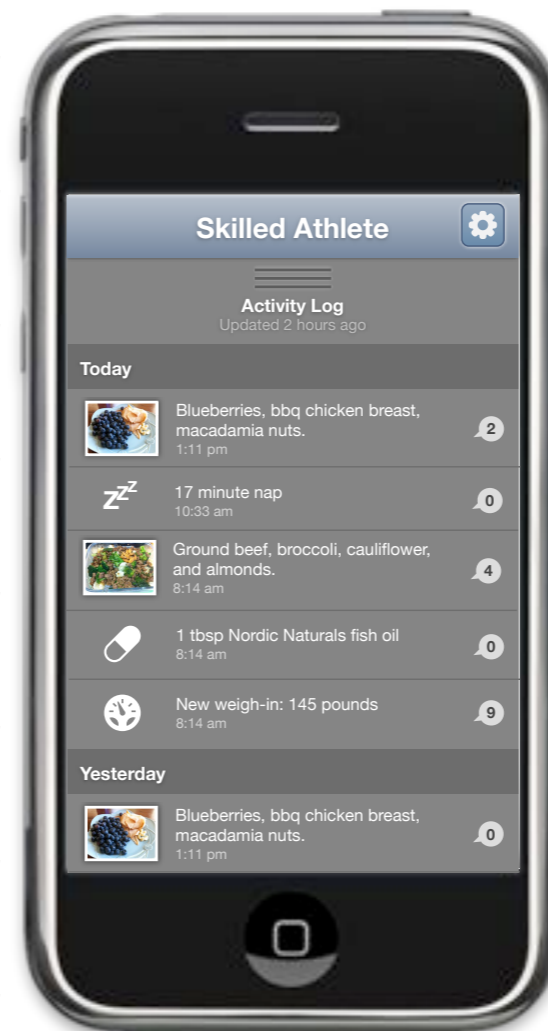 Skilled Athlete
Activity Log
Updated 2 hours ago
Today
Blueberries, bbq chicken breast,
macadamia nuts.
1:11 pm
2
zzz
17 minute nap
10:33 am
0
Ground beef, broccoli, cauliflower,
and almonds.
8:14 am
4
1 tbsp Nordic Naturals fish oil
8:14 am
0
New weigh-in: 145 pounds
8:14 am
9
Yesterday
Blueberries, bbq chicken breast,
macadamia nuts.
1:11 pm
0